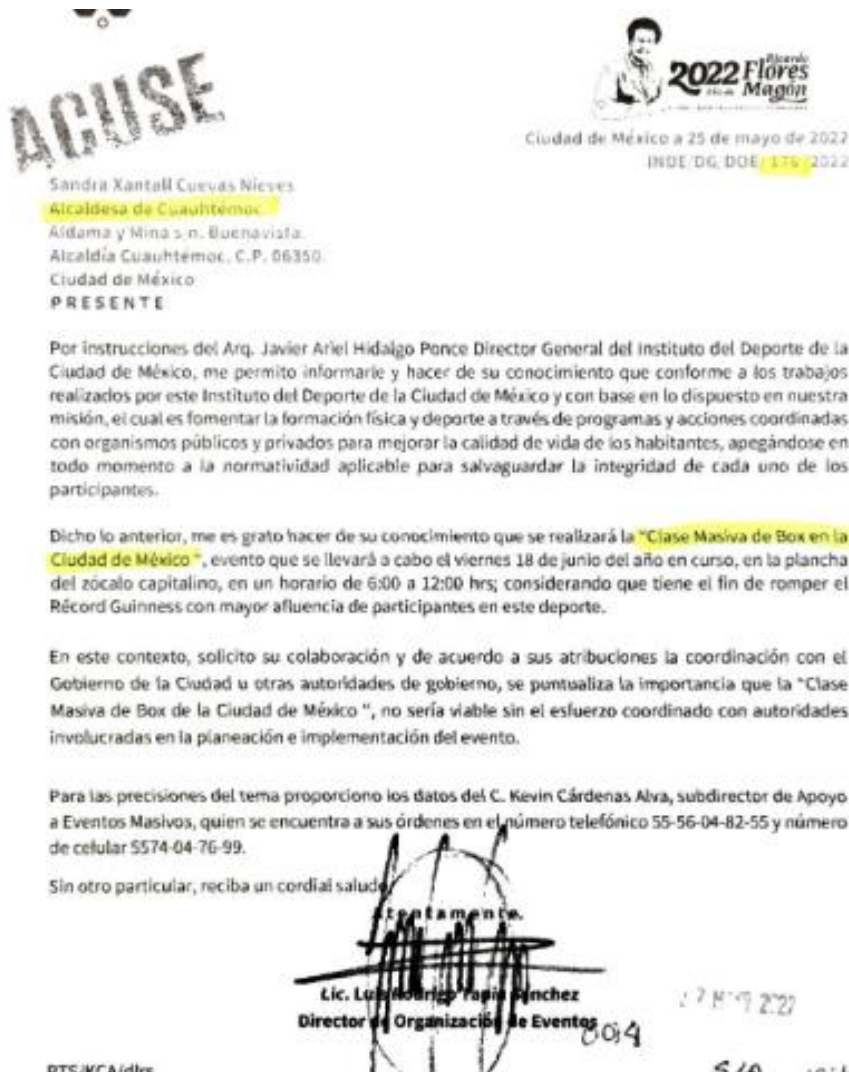 ACUSE
2022 Ricardo Flores Magón
Ciudad de México a 25 de mayo de 2022
INDE/DG/DOE/176/2022
Sandra Xantall Cuevas Nieves
Alcaldesa de Cuauhtémoc
Aldama y Mina s/n. Buenavista.
Alcaldía Cuauhtémoc, C.P. 06350.
Ciudad de México
PRESENTE
Por instrucciones del Arq. Javier Ariel Hidalgo Ponce Director General del Instituto del Deporte de la
Ciudad de México, me permito informarle y hacer de su conocimiento que conforme a los trabajos
realizados por este Instituto del Deporte de la Ciudad de México y con base en lo dispuesto en nuestra
misión, el cual es fomentar la formación física y deporte a través de programas y acciones coordinadas
con organismos públicos y privados para mejorar la calidad de vida de los habitantes, apegándose en
todo momento a la normatividad aplicable para salvaguardar la integridad de cada uno de los
participantes.
Dicho lo anterior, me es grato hacer de su conocimiento que se realizará la "Clase Masiva de Box en la
Ciudad de México ", evento que se llevará a cabo el viernes 18 de junio del año en curso, en la plancha
del zócalo capitalino, en un horario de 6:00 a 12:00 hrs; considerando que tiene el fin de romper el
Récord Guinness con mayor afluencia de participantes en este deporte.
En este contexto, solicito su colaboración y de acuerdo a sus atribuciones la coordinación con el
Gobierno de la Ciudad u otras autoridades de gobierno, se puntualiza la importancia que la "Clase
Masiva de Box de la Ciudad de México ", no sería viable sin el esfuerzo coordinado con autoridades
involucradas en la planeación e implementación del evento.
Para las precisiones del tema proporciono los datos del C. Kevin Cárdenas Alva, subdirector de Apoyo
a Eventos Masivos, quien se encuentra a sus órdenes en el número telefónico 55-56-04-82-55 y número
de celular 5574-04-76-99.
Sin otro particular, reciba un cordial saludo
Atentamente.
Lic. Luis Rodrigo Tapia Sánchez
Director de Organización de Eventos